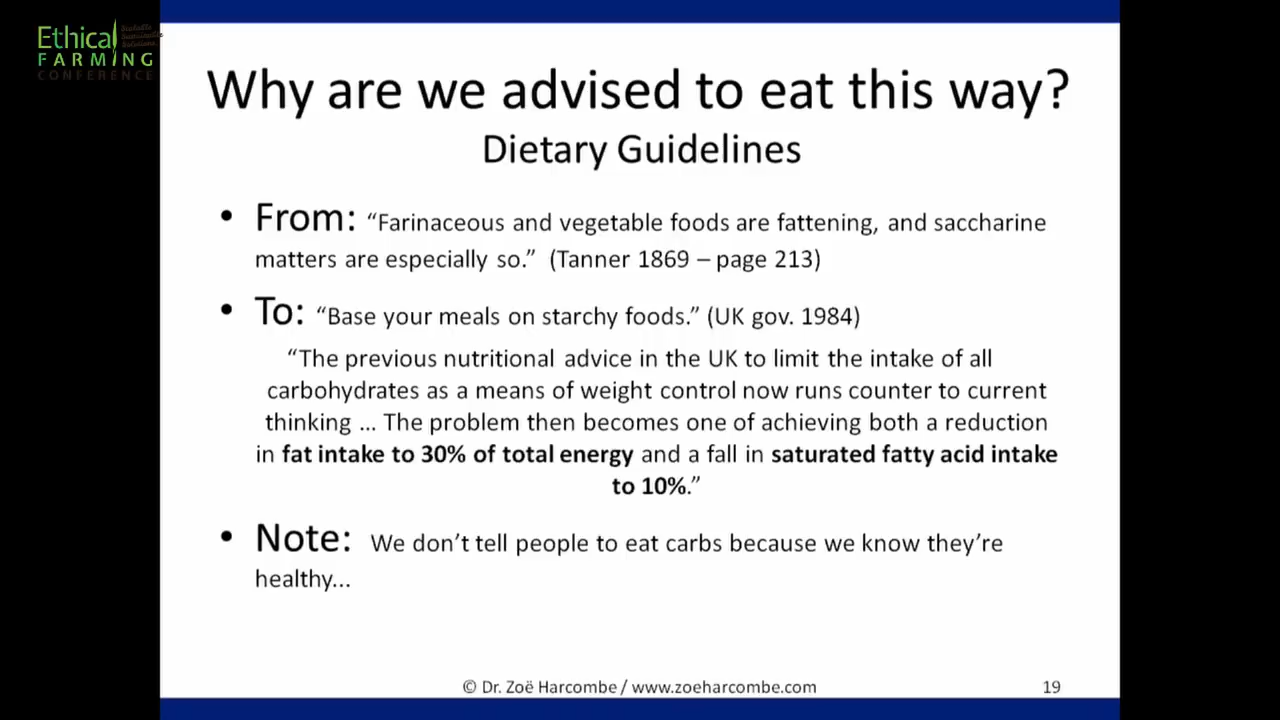 Ethical
FARMING
CONFERENCE
Why are we advised to eat this way?
Dietary Guidelines
• From: “Farinaceous and vegetable foods are fattening, and saccharine
matters are especially so.” (Tanner 1869 – page 213)
• To: “Base your meals on starchy foods.” (UK gov. 1984)
“The previous nutritional advice in the UK to limit the intake of all
carbohydrates as a means of weight control now runs counter to current
thinking ... The problem then becomes one of achieving both a reduction
in fat intake to 30% of total energy and a fall in saturated fatty acid intake
to 10%.”
• Note: We don’t tell people to eat carbs because we know they’re
healthy...
© Dr. Zoë Harcombe / www.zoeharcombe.com
19